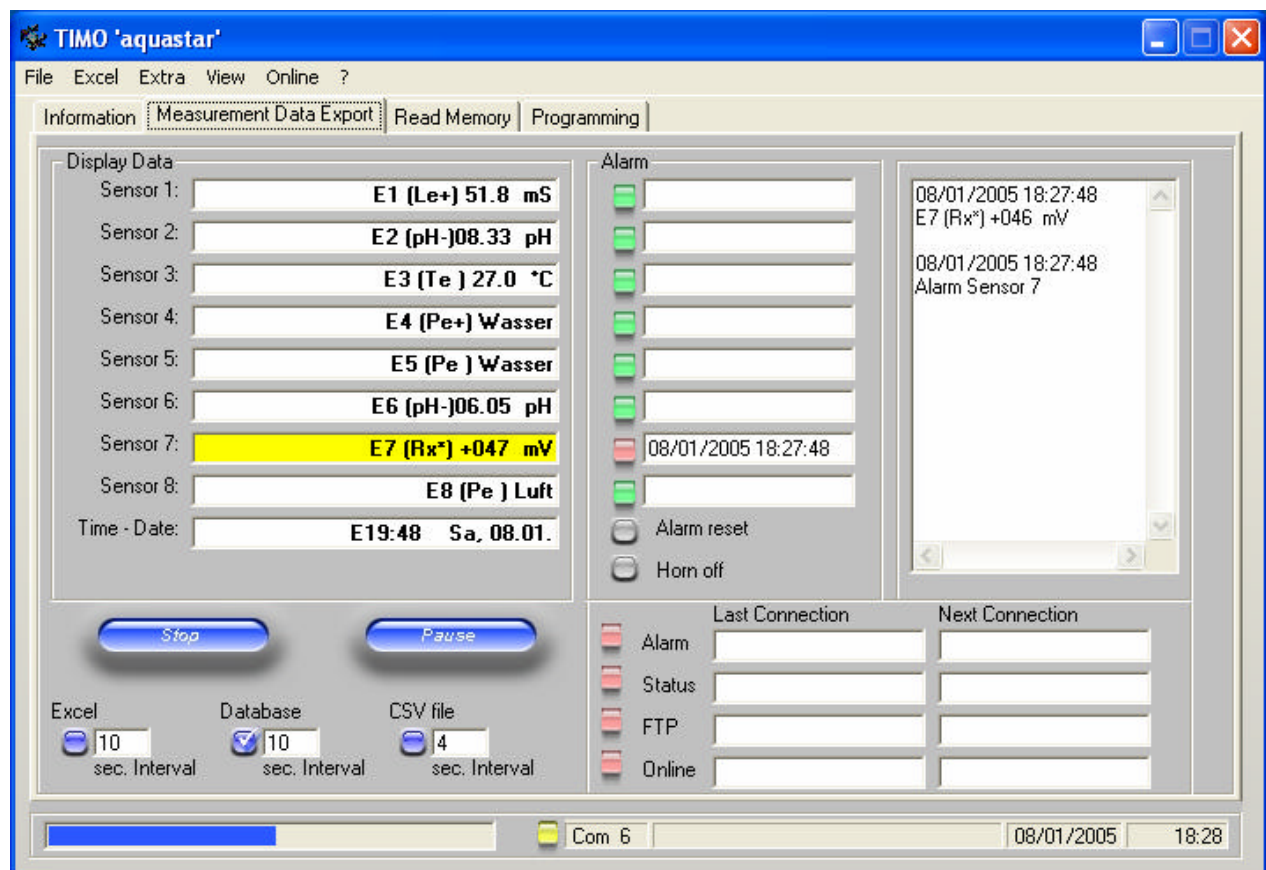 TIMO 'aquastar'
File Excel Extra View Online ?
Information Measurement Data Export Read Memory Programming
Display Data
Sensor 1: E1 (Le+) 51.8 mS
Sensor 2: E2 (pH-)08.33 pH
Sensor 3: E3 (Te ) 27.0 °C
Sensor 4: E4 (Pe+) Wasser
Sensor 5: E5 (Pe ) Wasser
Sensor 6: E6 (pH-)06.05 pH
Sensor 7: E7 (Rx*) +047 mV
Sensor 8: E8 (Pe ) Luft
Time - Date: E19:48 Sa, 08.01.
Alarm
08/01/2005 18:27:48
Alarm reset
Horn off
08/01/2005 18:27:48
E7 (Rx*) +046 mV
08/01/2005 18:27:48
Alarm Sensor 7
Stop Pause
Excel Database CSV file
10 10 4
sec. Interval sec. Interval sec. Interval
Last Connection Next Connection
Alarm
Status
FTP
Online
Com 6 08/01/2005 18:28